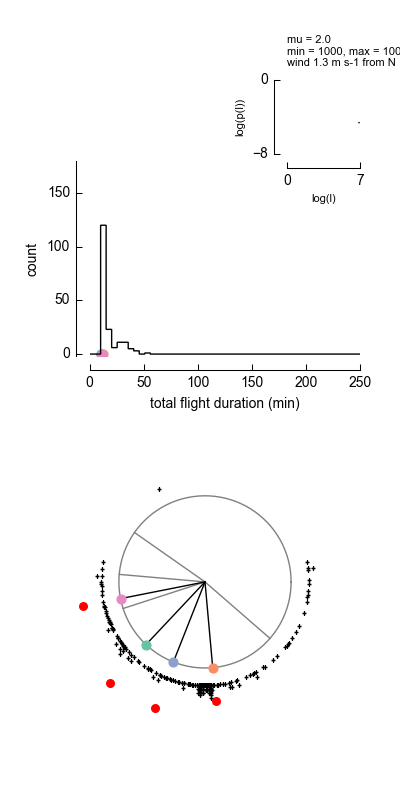 mu = 2.0
min = 1000, max = 100
wind 1.3 m s-1 from N
0
log(p(l))
−8
0 7
log(l)
150
100
count
50
0
0 50 100 150 200 250
total flight duration (min)